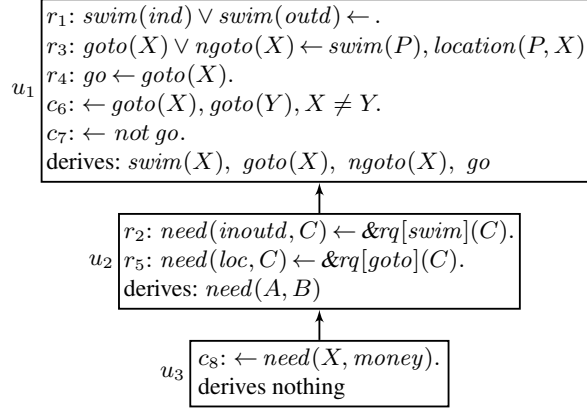 r₁: swim(ind) ∨ swim(outd) ← .
r₃: goto(X) ∨ ngoto(X) ← swim(P), location(P, X)
r₄: go ← goto(X).
u₁
c₆: ← goto(X), goto(Y), X ≠ Y.
c₇: ← not go.
derives: swim(X), goto(X), ngoto(X), go
r₂: need(inoutd, C) ← &rq[swim](C).
u₂
r₅: need(loc, C) ← &rq[goto](C).
derives: need(A, B)
c₈: ← need(X, money).
u₃
derives nothing